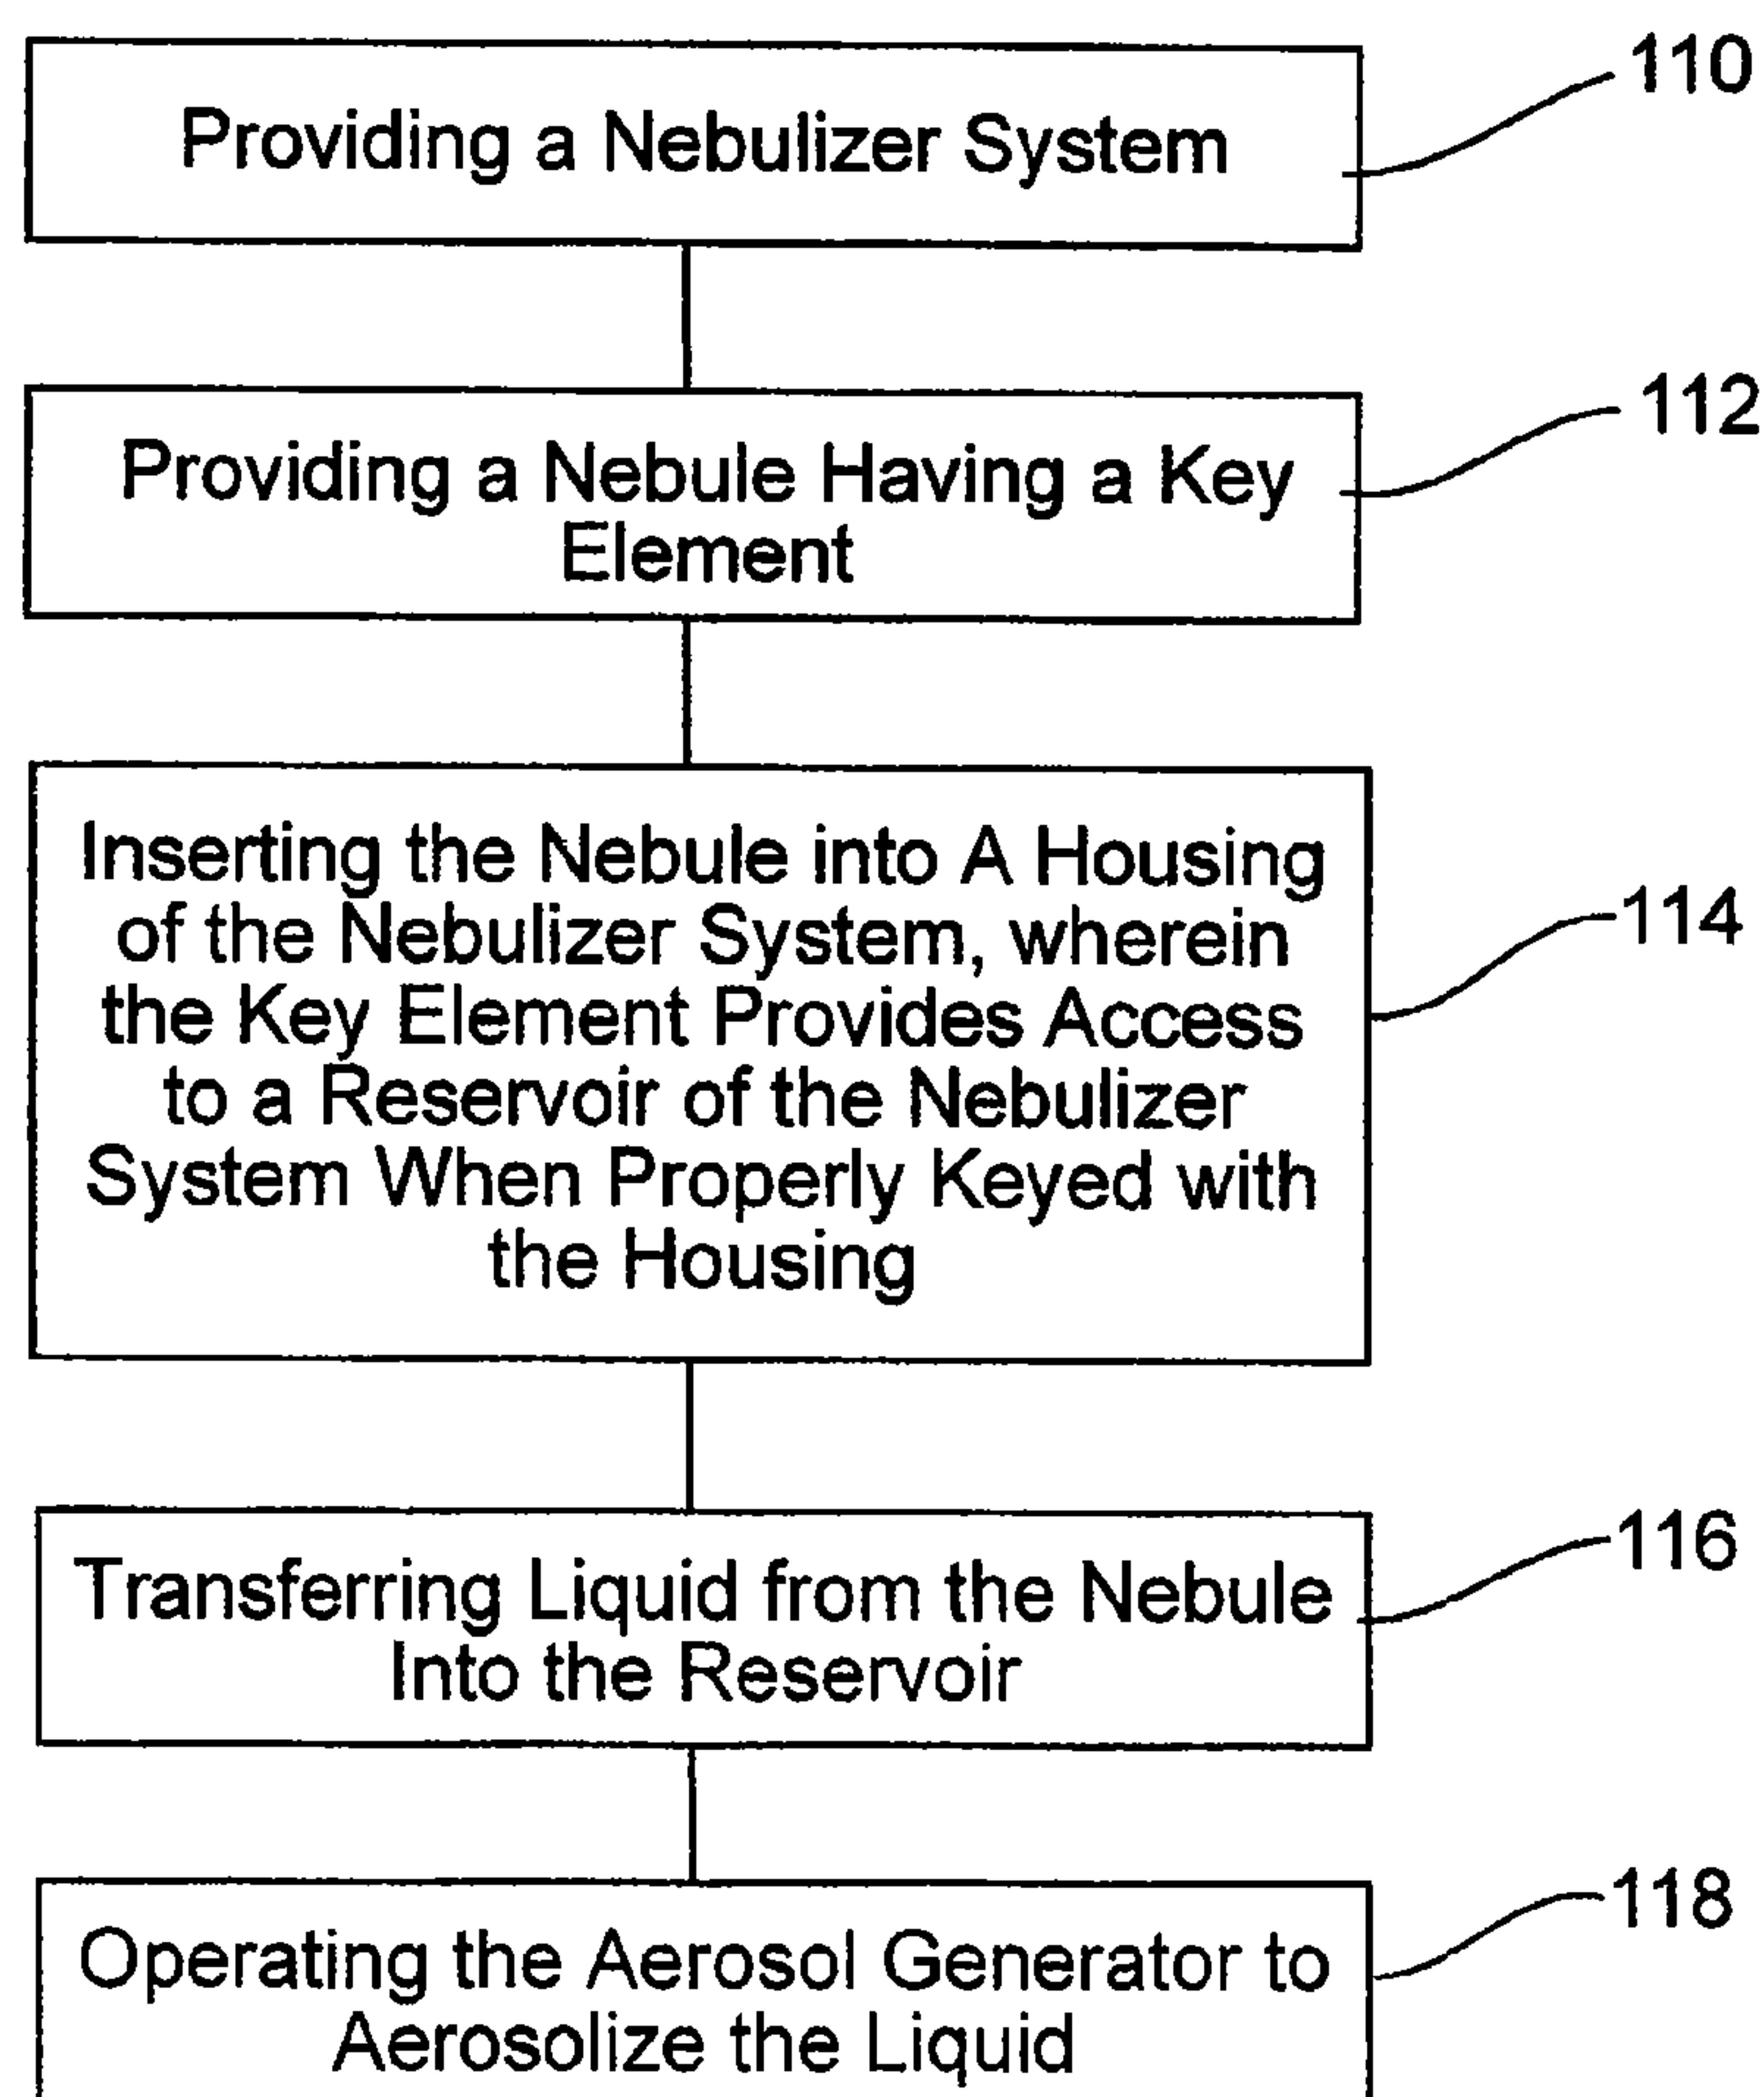 110
Providing a Nebulizer System
112
Providing a Nebule Having a Key
Element
Inserting the Nebule into A Housing
of the Nebulizer System, wherein
114
the Key Element Provides Access
to a Reservoir of the Nebulizer
System When Properly Keyed with
the Housing
116
Transferring Liquid from the Nebule
Into the Reservoir
118
Operating the Aerosol Generator to
Aerosolize the Liquid